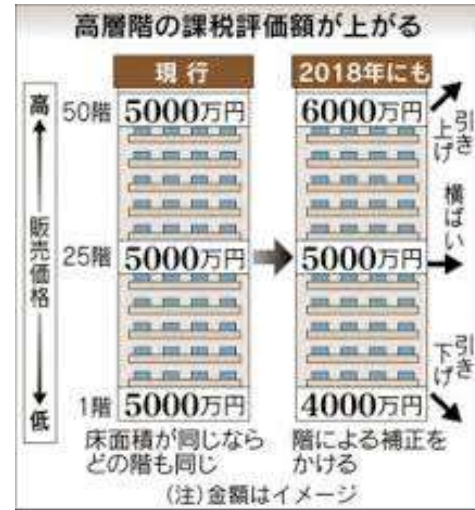 高層階の課税評価額が上がる
現行
2018年にも
高
販売価格
低
50階
5000万円
6000万円
引き上げ
25階
5000万円
5000万円
横ばい
1階
5000万円
4000万円
引き下げ
床面積が同じなら
どの階も同じ
階による補正を
かける
(注)金額はイメージ